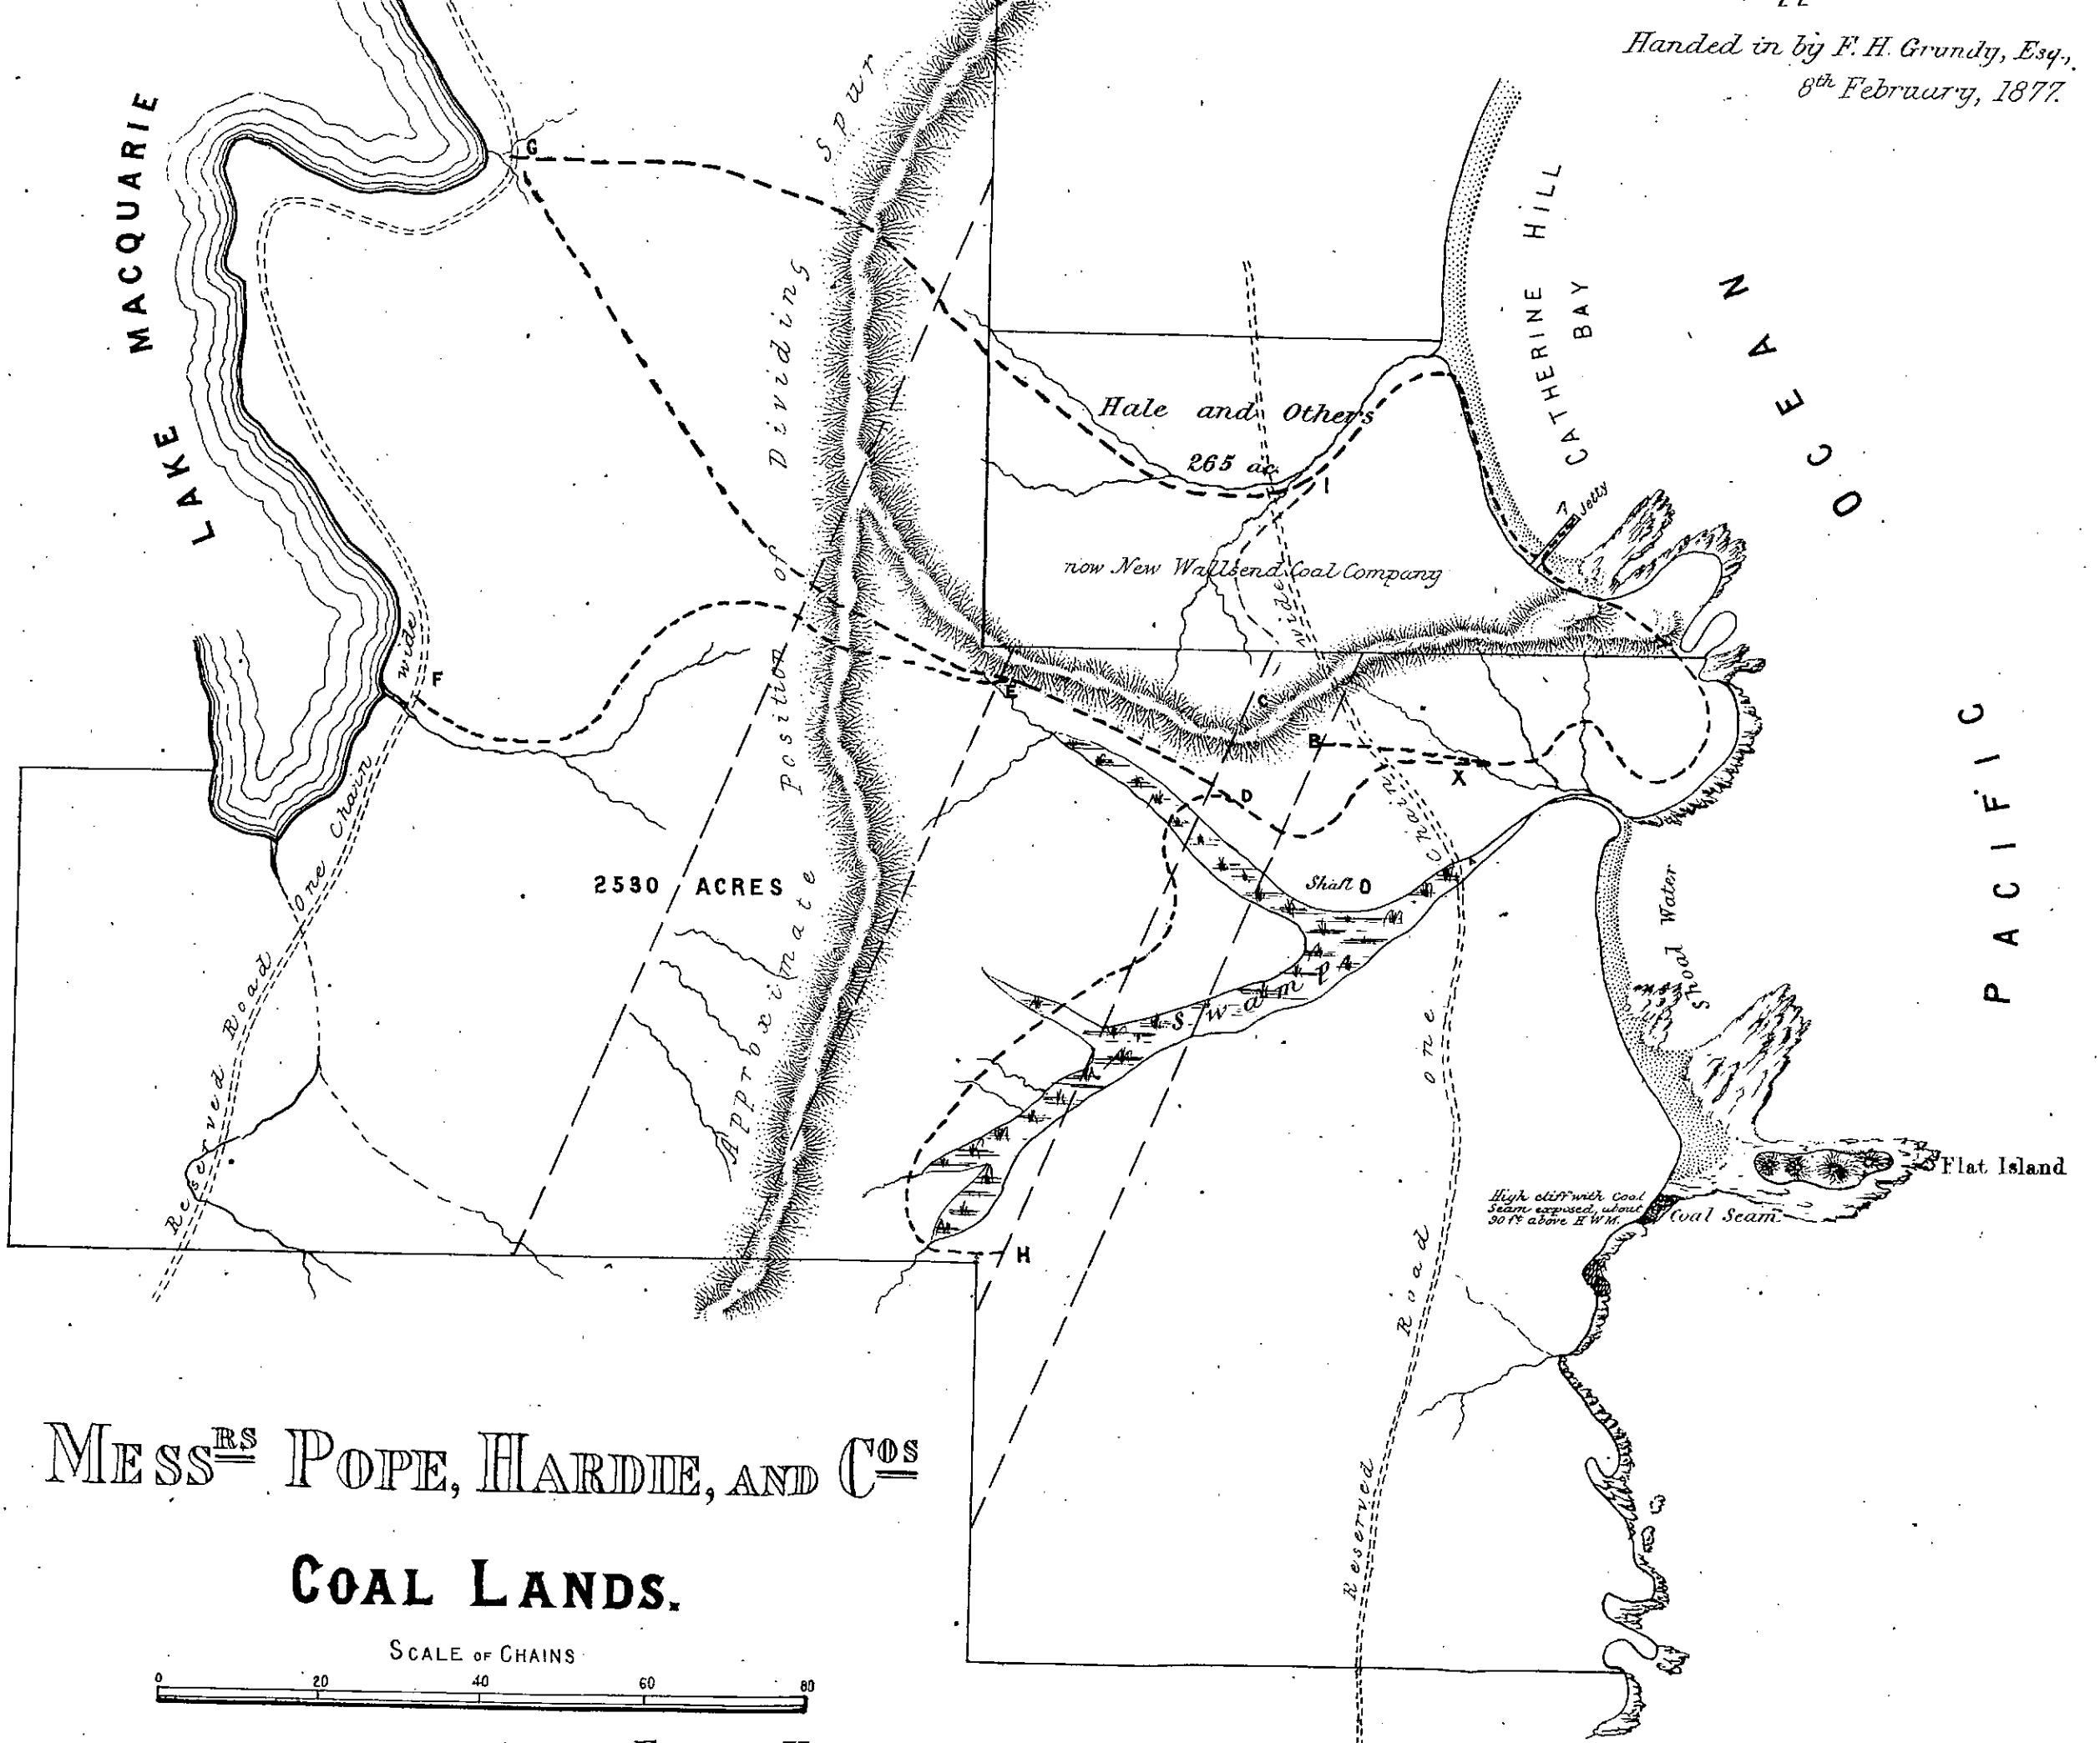 Handed in by F. H. Grundy, Esq.,
8th February, 1877.
LAKE MACQUARIE
G
Spur
Approximate Position of Dividing
CATHERINE HILL
BAY
PACIFIC OCEAN
Hale and Others
265 ac.
I
? Jetty
now New Wallsend Coal Company
wide
F
E
C
B
X
D
wide
one Chain
Reserved Road
2530 ACRES
Shaft
Chain
A
Swamp
Shoal Water
one
Flat Island
High cliff with Coal
Seam exposed, about
90 ft above H.W.M.
Coal Seam
H
Reserved Road
MESSRS POPE, HARDIE, AND COS
COAL LANDS.
SCALE OF CHAINS
0 20 40 60 80